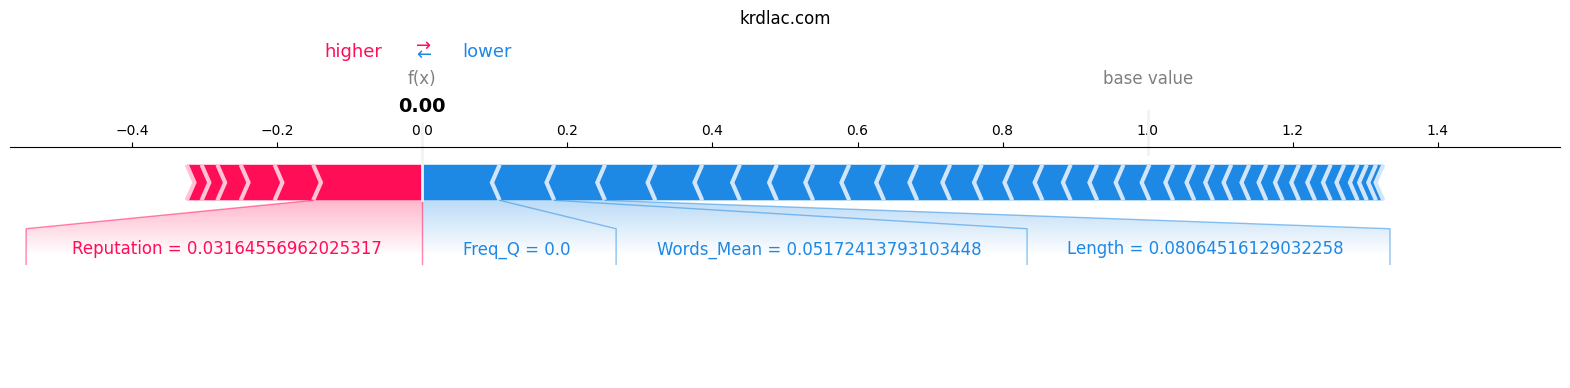 krdlac.com
higher → ← lower
f(x) base value
0.00
−0.4 −0.2 0.0 0.2 0.4 0.6 0.8 1.0 1.2 1.4
Reputation = 0.03164556962025317 Freq_Q = 0.0 Words_Mean = 0.05172413793103448 Length = 0.08064516129032258